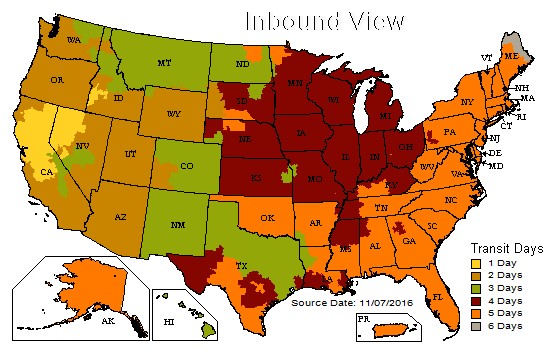 Inbound View
WA
MT
ND
MN
ME
VT
OR
ID
SD
WI
MI
NY
NH
MA
WY
RI
CT
NV
NE
IA
PA
NJ
UT
CO
IL
IN
OH
DE
MD
CA
KS
MO
WV
VA
KY
AZ
NM
OK
AR
TN
NC
SC
MS
AL
GA
TX
LA
FL
AK
HI
PR
Source Date: 11/07/2016
Transit Days
1 Day
2 Days
3 Days
4 Days
5 Days
6 Days